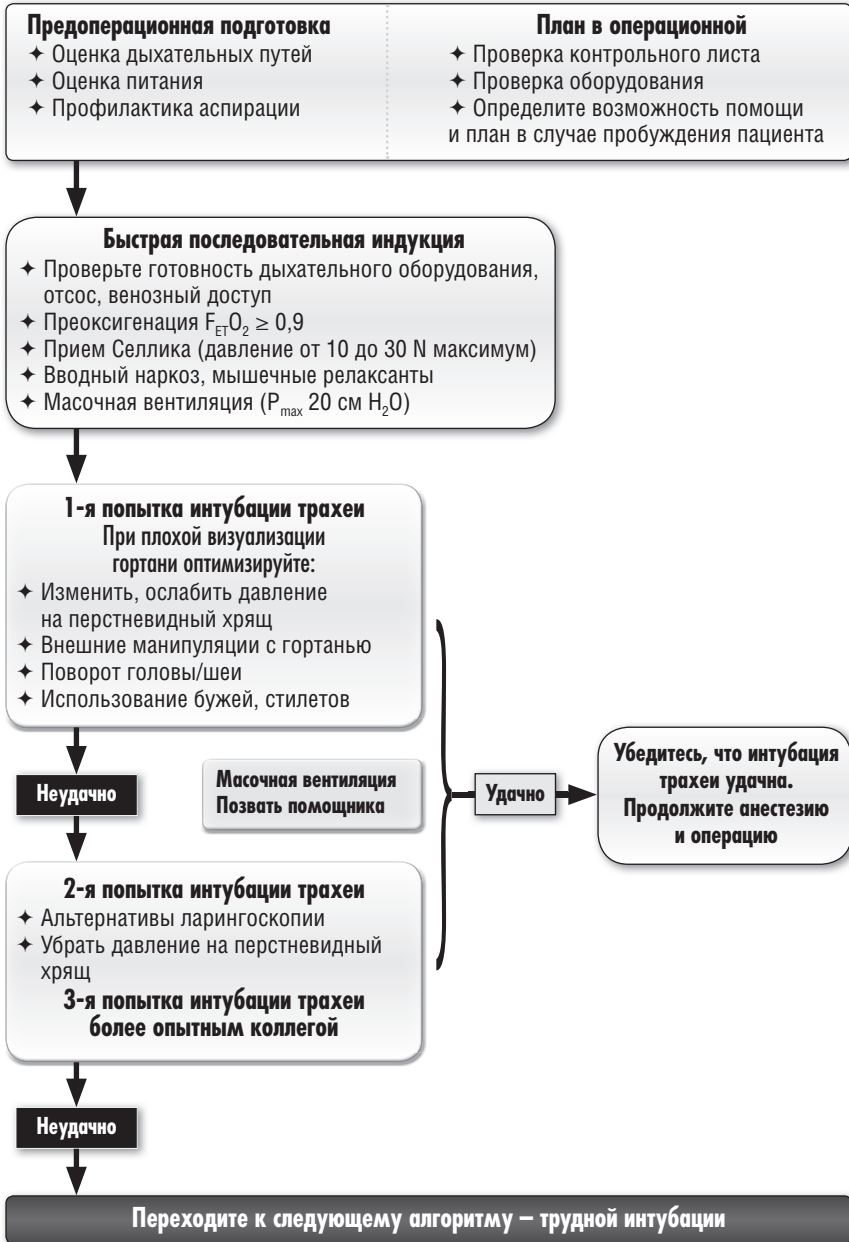 Предоперационная подготовка
✦ Оценка дыхательных путей
✦ Оценка питания
✦ Профилактика аспирации
План в операционной
✦ Проверка контрольного листа
✦ Проверка оборудования
✦ Определите возможность помощи
и план в случае пробуждения пациента
Быстрая последовательная индукция
✦ Проверьте готовность дыхательного оборудования,
отсос, венозный доступ
✦ Преоксигенация F_ET O₂ ≥ 0,9
✦ Прием Селлика (давление от 10 до 30 N максимум)
✦ Вводный наркоз, мышечные релаксанты
✦ Масочная вентиляция (P_max 20 см H₂O)
1-я попытка интубации трахеи
При плохой визуализации
гортани оптимизируйте:
✦ Изменить, ослабить давление
на перстневидный хрящ
✦ Внешние манипуляции с гортанью
✦ Поворот головы/шеи
✦ Использование бужей, стилетов
Неудачно
Масочная вентиляция
Позвать помощника
Удачно
Убедитесь, что интубация
трахеи удачна.
Продолжите анестезию
и операцию
2-я попытка интубации трахеи
✦ Альтернативы ларингоскопии
✦ Убрать давление на перстневидный
хрящ
3-я попытка интубации трахеи
более опытным коллегой
Неудачно
Переходите к следующему алгоритму – трудной интубации